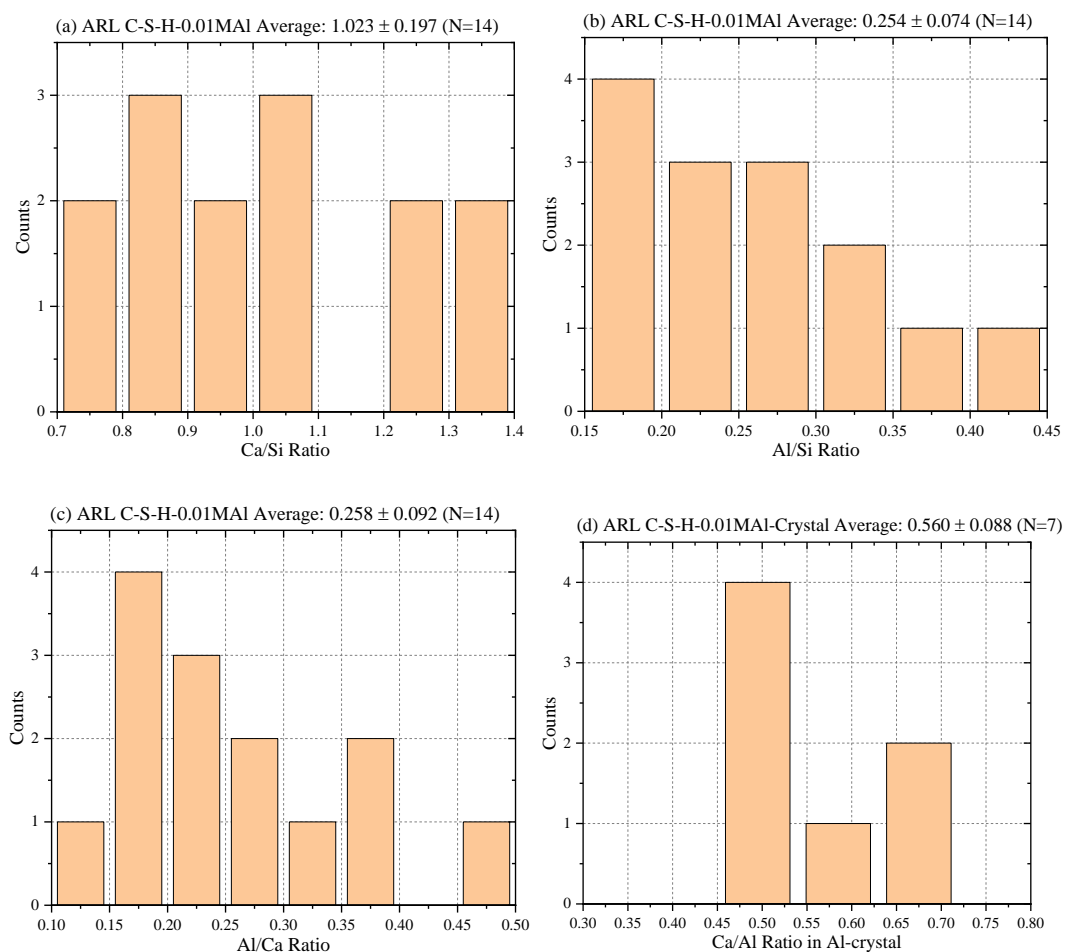 (a) ARL C-S-H-0.01MAl Average: 1.023 ± 0.197 (N=14)
3
2
1
0
Counts
0.7 0.8 0.9 1.0 1.1 1.2 1.3 1.4
Ca/Si Ratio
(b) ARL C-S-H-0.01MAl Average: 0.254 ± 0.074 (N=14)
4
3
2
1
0
Counts
0.15 0.20 0.25 0.30 0.35 0.40 0.45
Al/Si Ratio
(c) ARL C-S-H-0.01MAl Average: 0.258 ± 0.092 (N=14)
4
3
2
1
0
Counts
0.10 0.15 0.20 0.25 0.30 0.35 0.40 0.45 0.50
Al/Ca Ratio
(d) ARL C-S-H-0.01MAl-Crystal Average: 0.560 ± 0.088 (N=7)
4
3
2
1
0
Counts
0.30 0.35 0.40 0.45 0.50 0.55 0.60 0.65 0.70 0.75 0.80
Ca/Al Ratio in Al-crystal